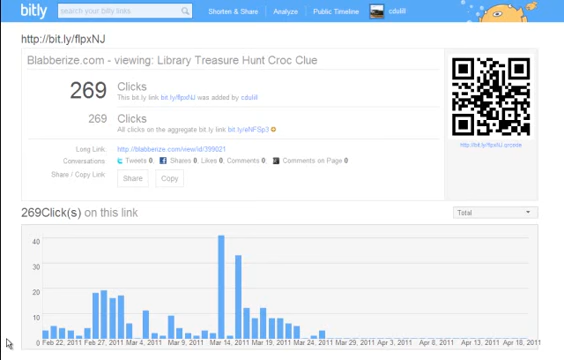 bitly
search your bitly links
Shorten & Share
Analyze
Public Timeline
cdulill
http://bit.ly/flpxNJ
Blabberize.com - viewing: Library Treasure Hunt Croc Clue
269 Clicks
This bit.ly link bit.ly/flpxNJ was added by cdulill
269 Clicks
All clicks on the aggregate bit.ly link bit.ly/eNFSp3
Long Link: http://blabberize.com/view/id/399021
Conversations: Tweets 0 Shares 0, Likes 0, Comments 0 Comments on Page 0
Share / Copy Link: Share Copy
http://bit.ly/flpxNJ.qrcode
269Click(s) on this link
Total
40
30
20
10
0
Feb 22, 2011 Feb 27, 2011 Mar 4, 2011 Mar 9, 2011 Mar 14, 2011 Mar 19, 2011 Mar 24, 2011 Mar 29, 2011 Apr 3, 2011 Apr 8, 2011 Apr 13, 2011 Apr 18, 2011